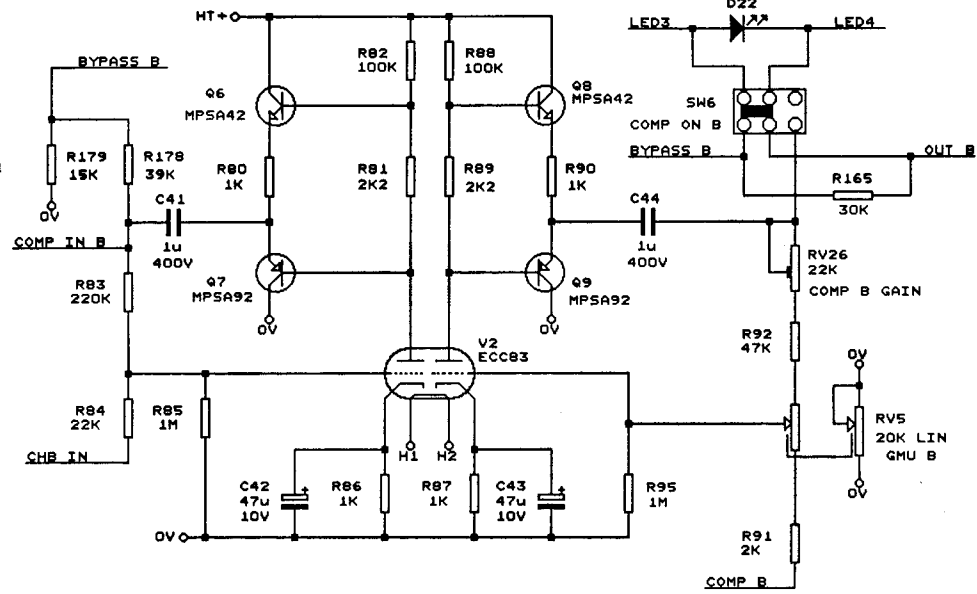 D22
LED3
LED4
HT+
BYPASS B
R82
100K
R88
100K
Q6
MPSA42
Q8
MPSA42
SW6
COMP ON B
BYPASS B
OUT B
R179
15K
0V
R178
39K
R80
1K
R81
2K2
R89
2K2
R90
1K
R165
30K
C41
1u
400V
C44
1u
400V
COMP IN B
R83
220K
Q7
MPSA92
0V
Q9
MPSA92
0V
RV26
22K
COMP B GAIN
V2
ECC83
R92
47K
0V
R84
22K
R85
1M
RV5
20K LIN
GMU B
0V
CHB IN
H1
H2
C42
47u
10V
+
R86
1K
R87
1K
C43
47u
10V
+
R95
1M
0V
R91
2K
COMP B